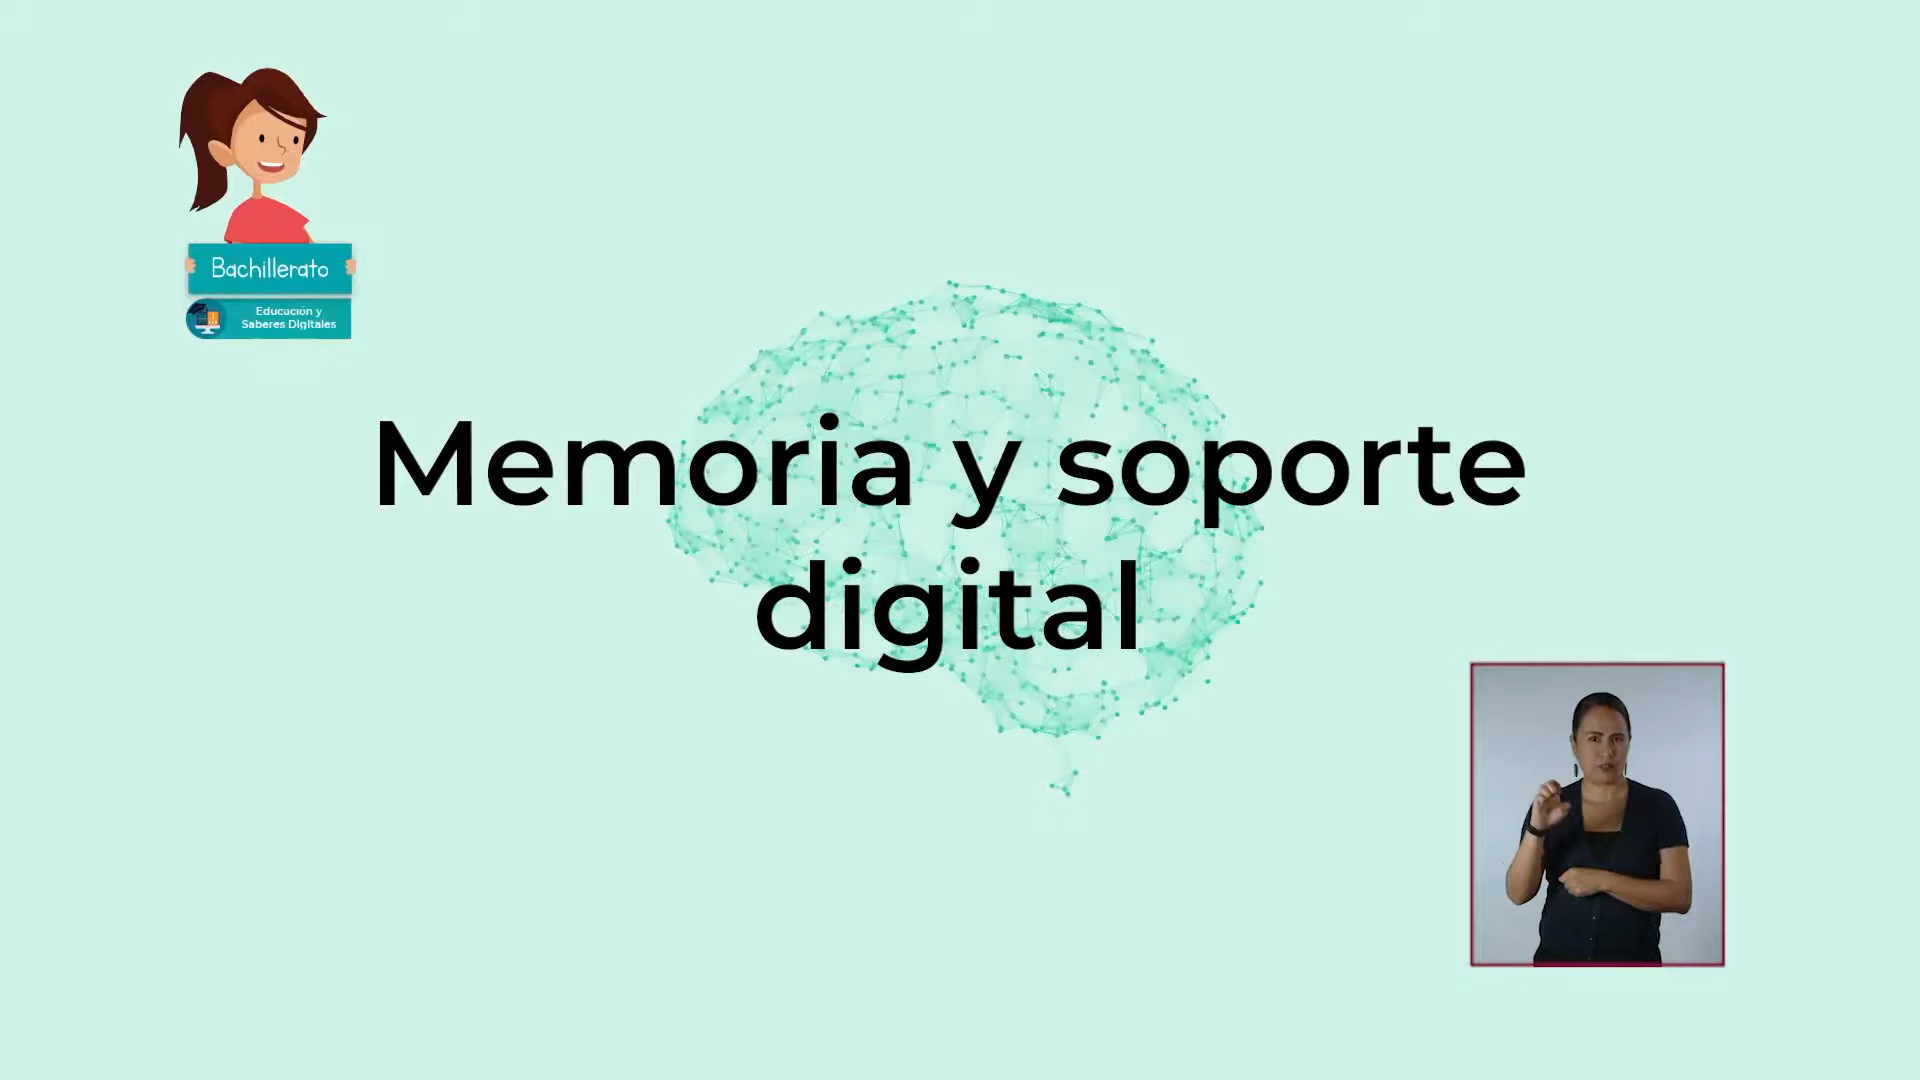 Bachillerato
Educación y
Saberes Digitales
Memoria y soporte
digital